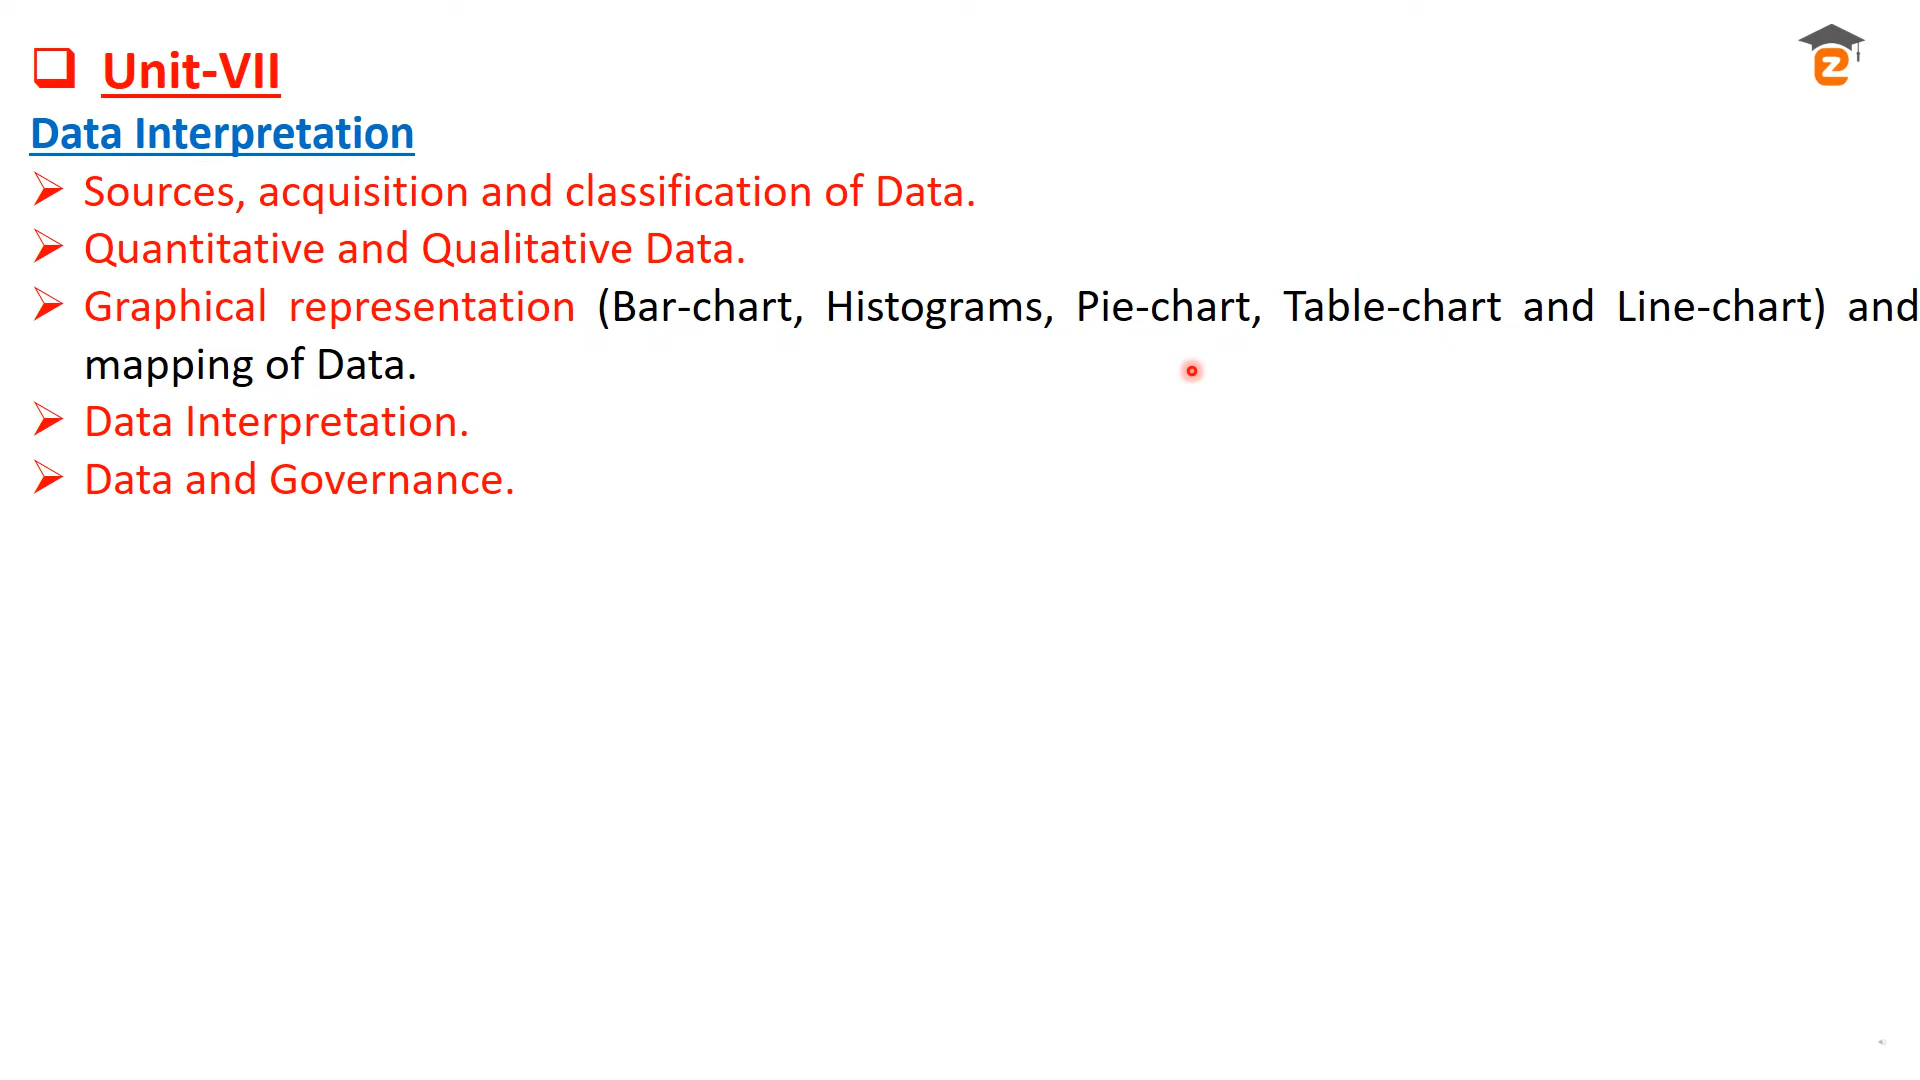 ❑ Unit-VII
Data Interpretation
➢ Sources, acquisition and classification of Data.
➢ Quantitative and Qualitative Data.
➢ Graphical representation (Bar-chart, Histograms, Pie-chart, Table-chart and Line-chart) and
mapping of Data.
➢ Data Interpretation.
➢ Data and Governance.